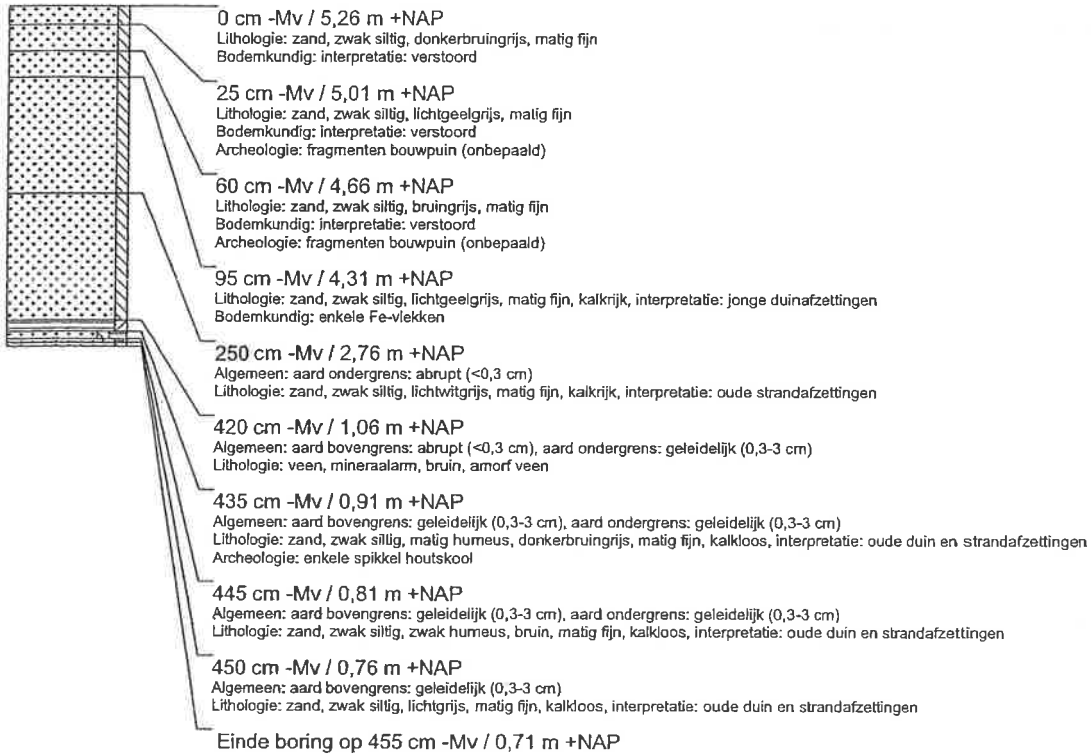 0 cm -Mv / 5,26 m +NAP
Lithologie: zand, zwak siltig, donkerbruingrijs, matig fijn
Bodemkundig: interpretatie: verstoord
25 cm -Mv / 5,01 m +NAP
Lithologie: zand, zwak siltig, lichtgeelgrijs, matig fijn
Bodemkundig: interpretatie: verstoord
Archeologie: fragmenten bouwpuin (onbepaald)
60 cm -Mv / 4,66 m +NAP
Lithologie: zand, zwak siltig, bruingrijs, matig fijn
Bodemkundig: interpretatie: verstoord
Archeologie: fragmenten bouwpuin (onbepaald)
95 cm -Mv / 4,31 m +NAP
Lithologie: zand, zwak siltig, lichtgeelgrijs, matig fijn, kalkrijk, interpretatie: jonge duinafzettingen
Bodemkundig: enkele Fe-vlekken
250 cm -Mv / 2,76 m +NAP
Algemeen: aard ondergrens: abrupt (<0,3 cm)
Lithologie: zand, zwak siltig, lichtwitgrijs, matig fijn, kalkrijk, interpretatie: oude strandafzettingen
420 cm -Mv / 1,06 m +NAP
Algemeen: aard bovengrens: abrupt (<0,3 cm), aard ondergrens: geleidelijk (0,3-3 cm)
Lithologie: veen, mineraalarm, bruin, amorf veen
435 cm -Mv / 0,91 m +NAP
Algemeen: aard bovengrens: geleidelijk (0,3-3 cm), aard ondergrens: geleidelijk (0,3-3 cm)
Lithologie: zand, zwak siltig, matig humeus, donkerbruingrijs, matig fijn, kalkloos, interpretatie: oude duin en strandafzettingen
Archeologie: enkele spikkel houtskool
445 cm -Mv / 0,81 m +NAP
Algemeen: aard bovengrens: geleidelijk (0,3-3 cm), aard ondergrens: geleidelijk (0,3-3 cm)
Lithologie: zand, zwak siltig, zwak humeus, bruin, matig fijn, kalkloos, interpretatie: oude duin en strandafzettingen
450 cm -Mv / 0,76 m +NAP
Algemeen: aard bovengrens: geleidelijk (0,3-3 cm)
Lithologie: zand, zwak siltig, lichtgrijs, matig fijn, kalkloos, interpretatie: oude duin en strandafzettingen
Einde boring op 455 cm -Mv / 0,71 m +NAP